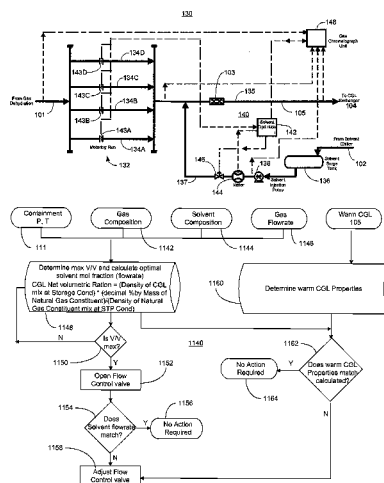 130
148
Gas
Chromatograph
Unit
134D
143D
134C
143C
134B
143B
143A
134A
Metering Run
132
From Gas
Dehydration
101
103
135
To CGL
Exchanger
104
105
140
Solvent
142
146
144
137
Meter
138
Solvent
Injection
Pump
Solvent
Surge
Tank
136
From Solvent
Chiller
102
Containment
P, T
111
Gas
Composition
1142
Solvent
Composition
1144
Gas
Flowrate
1146
Warm CGL
105
Determine max V/V and calculate optimal
solvent mol fraction (flowrate)
CGL Net volumetric Ration = (Density of CGL
mix at Storege Cond) * (decimal %by Mass of
Natural Gas Constituent)/(Density of Natural
Gas Constituent mix at STP Cond)
1148
Determine warm CGL Properties
1160
N
Is V/V
max?
1150
Y
1140
Open Flow
Control valve
1152
1162
Does warm CGL
Properties match
calculated?
Y
No Action
Required
1164
1154
Does
Solvent flowrate
match?
Y
No Action
Required
1156
N
N
1158
Adjust Flow
Control valve